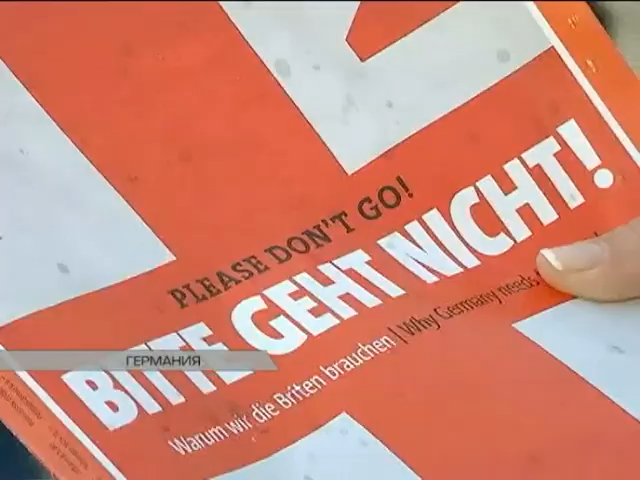 PLEASE DON'T GO!
BITTE GEHT NICHT!
Warum wir die Briten brauchen | Why Germany needs
ГЕРМАНИЯ